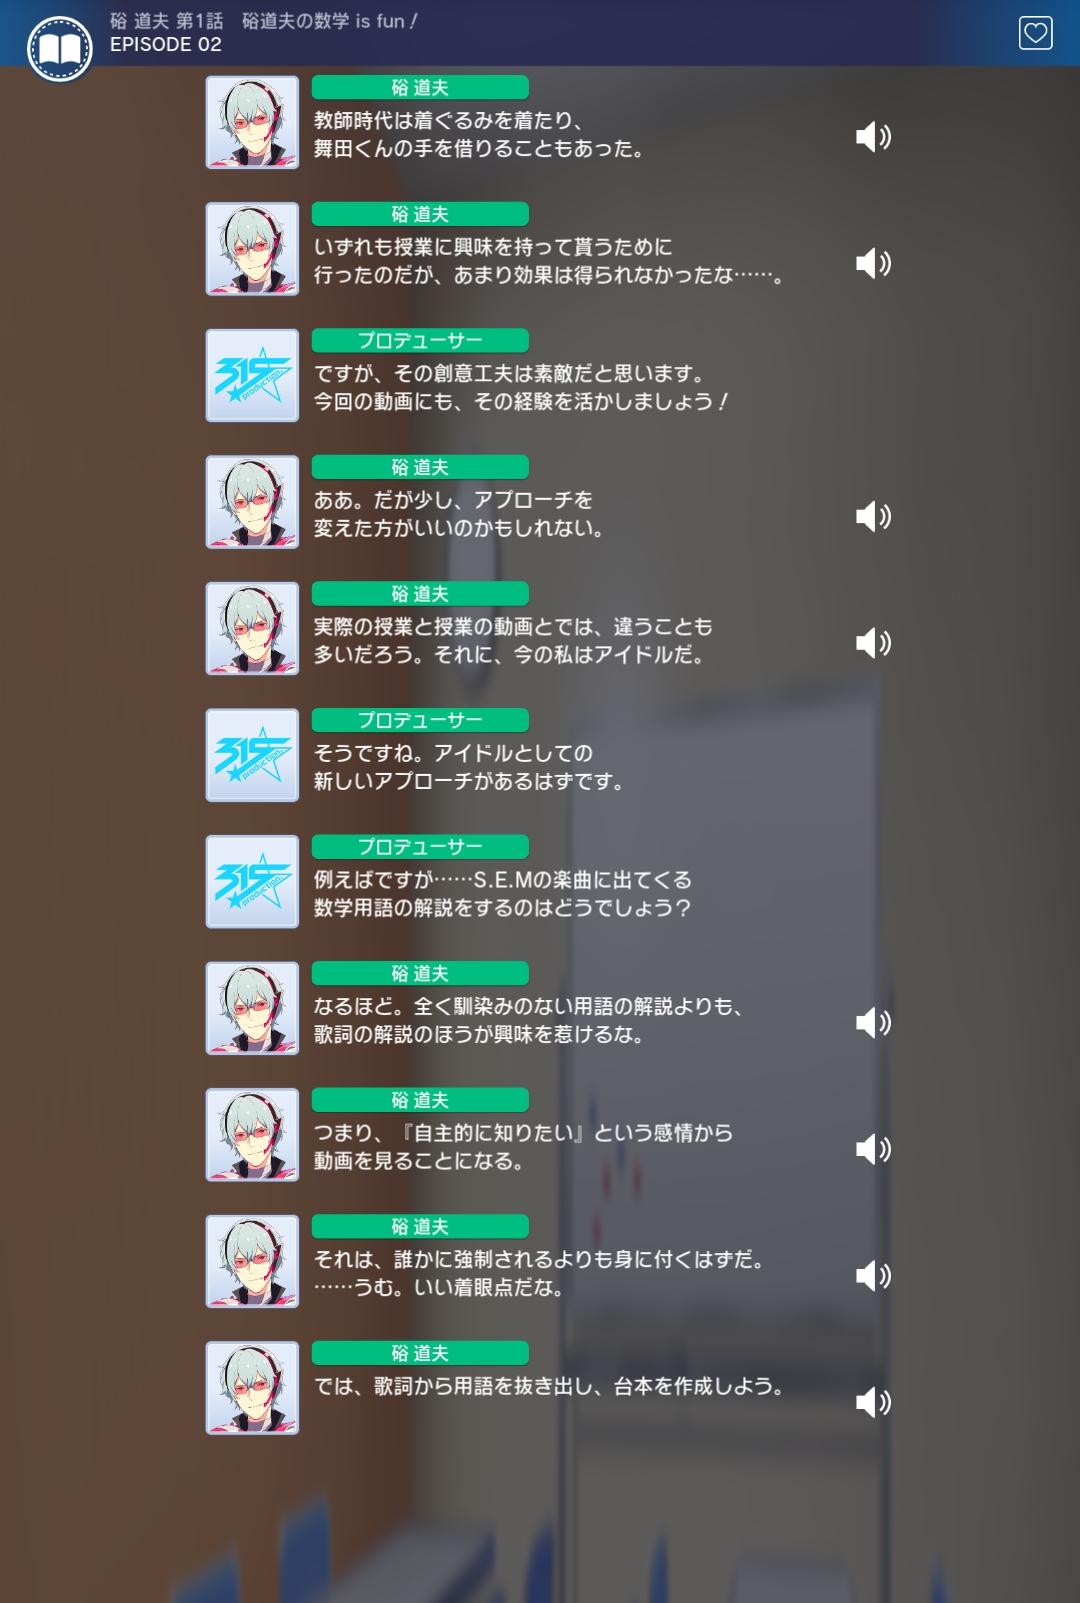 硲 道夫 第1話　硲道夫の数学 is fun！
EPISODE 02
硲 道夫
教師時代は着ぐるみを着たり、
舞田くんの手を借りることもあった。
硲 道夫
いずれも授業に興味を持って貰うために
行ったのだが、あまり効果は得られなかったな……。
315 production
プロデューサー
ですが、その創意工夫は素敵だと思います。
今回の動画にも、その経験を活かしましょう！
硲 道夫
ああ。だが少し、アプローチを
変えた方がいいのかもしれない。
硲 道夫
実際の授業と授業の動画とでは、違うことも
多いだろう。それに、今の私はアイドルだ。
315 production
プロデューサー
そうですね。アイドルとしての
新しいアプローチがあるはずです。
315 production
プロデューサー
例えばですが……S.E.Mの楽曲に出てくる
数学用語の解説をするのはどうでしょう？
硲 道夫
なるほど。全く馴染みのない用語の解説よりも、
歌詞の解説のほうが興味を惹けるな。
硲 道夫
つまり、『自主的に知りたい』という感情から
動画を見ることになる。
硲 道夫
それは、誰かに強制されるよりも身に付くはずだ。
……うむ。いい着眼点だな。
硲 道夫
では、歌詞から用語を抜き出し、台本を作成しよう。